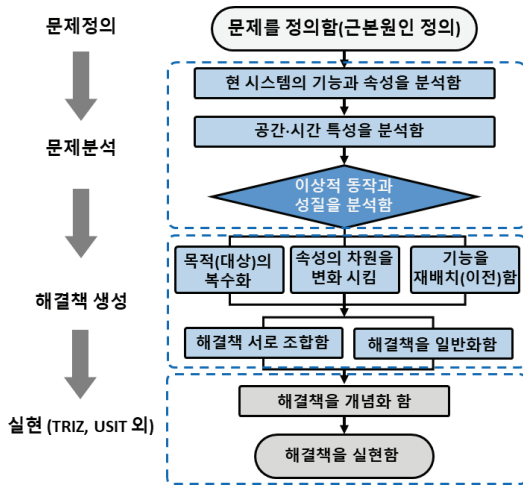 문제정의
문제를 정의함(근본원인 정의)
현 시스템의 기능과 속성을 분석함
공간·시간 특성을 분석함
문제분석
이상적 동작과
성질을 분석함
목적(대상)의
복수화
속성의 차원을
변화 시킴
기능을
재배치(이전)함
해결책 생성
해결책 서로 조합함
해결책을 일반화함
해결책을 개념화 함
실현 (TRIZ, USIT 외)
해결책을 실현함